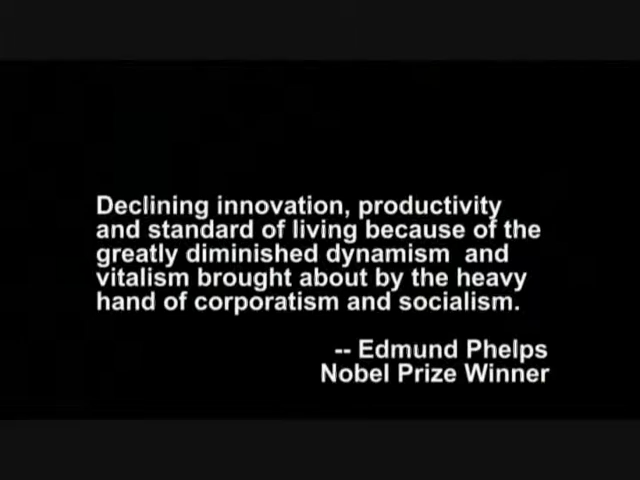 Declining innovation, productivity
and standard of living because of the
greatly diminished dynamism and
vitalism brought about by the heavy
hand of corporatism and socialism.
-- Edmund Phelps
Nobel Prize Winner